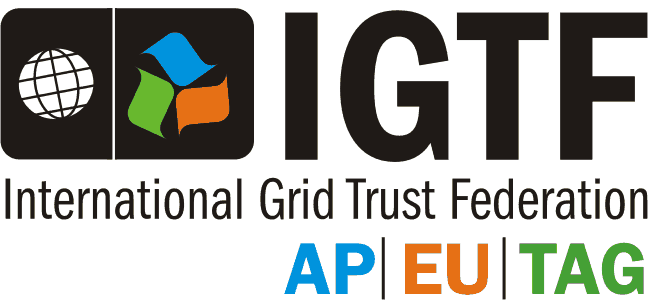 IGTF
International Grid Trust Federation
AP|EU|TAG